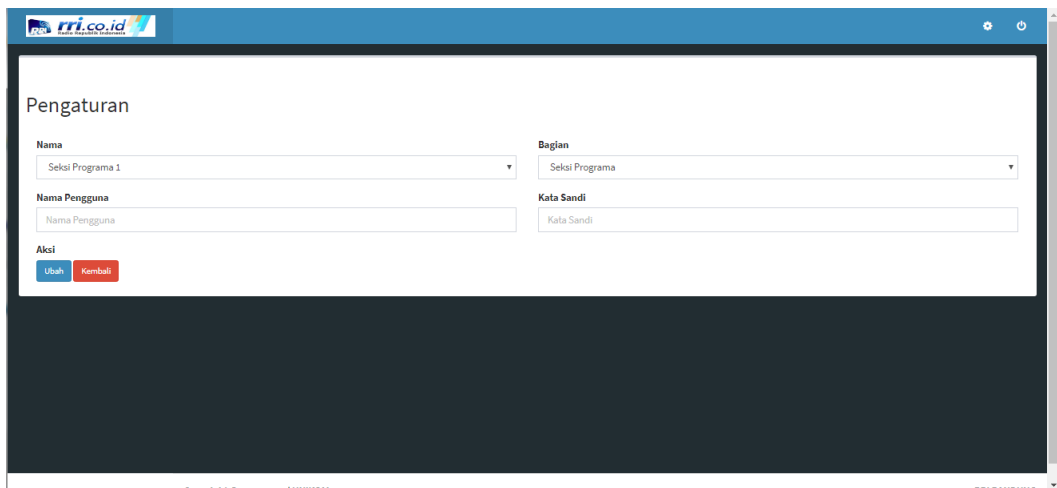 RRI rri.co.id
Radio Republik Indonesia
Pengaturan
Nama
Bagian
Seksi Programa 1
Seksi Programa
Nama Pengguna
Kata Sandi
Nama Pengguna
Kata Sandi
Aksi
Ubah Kembali